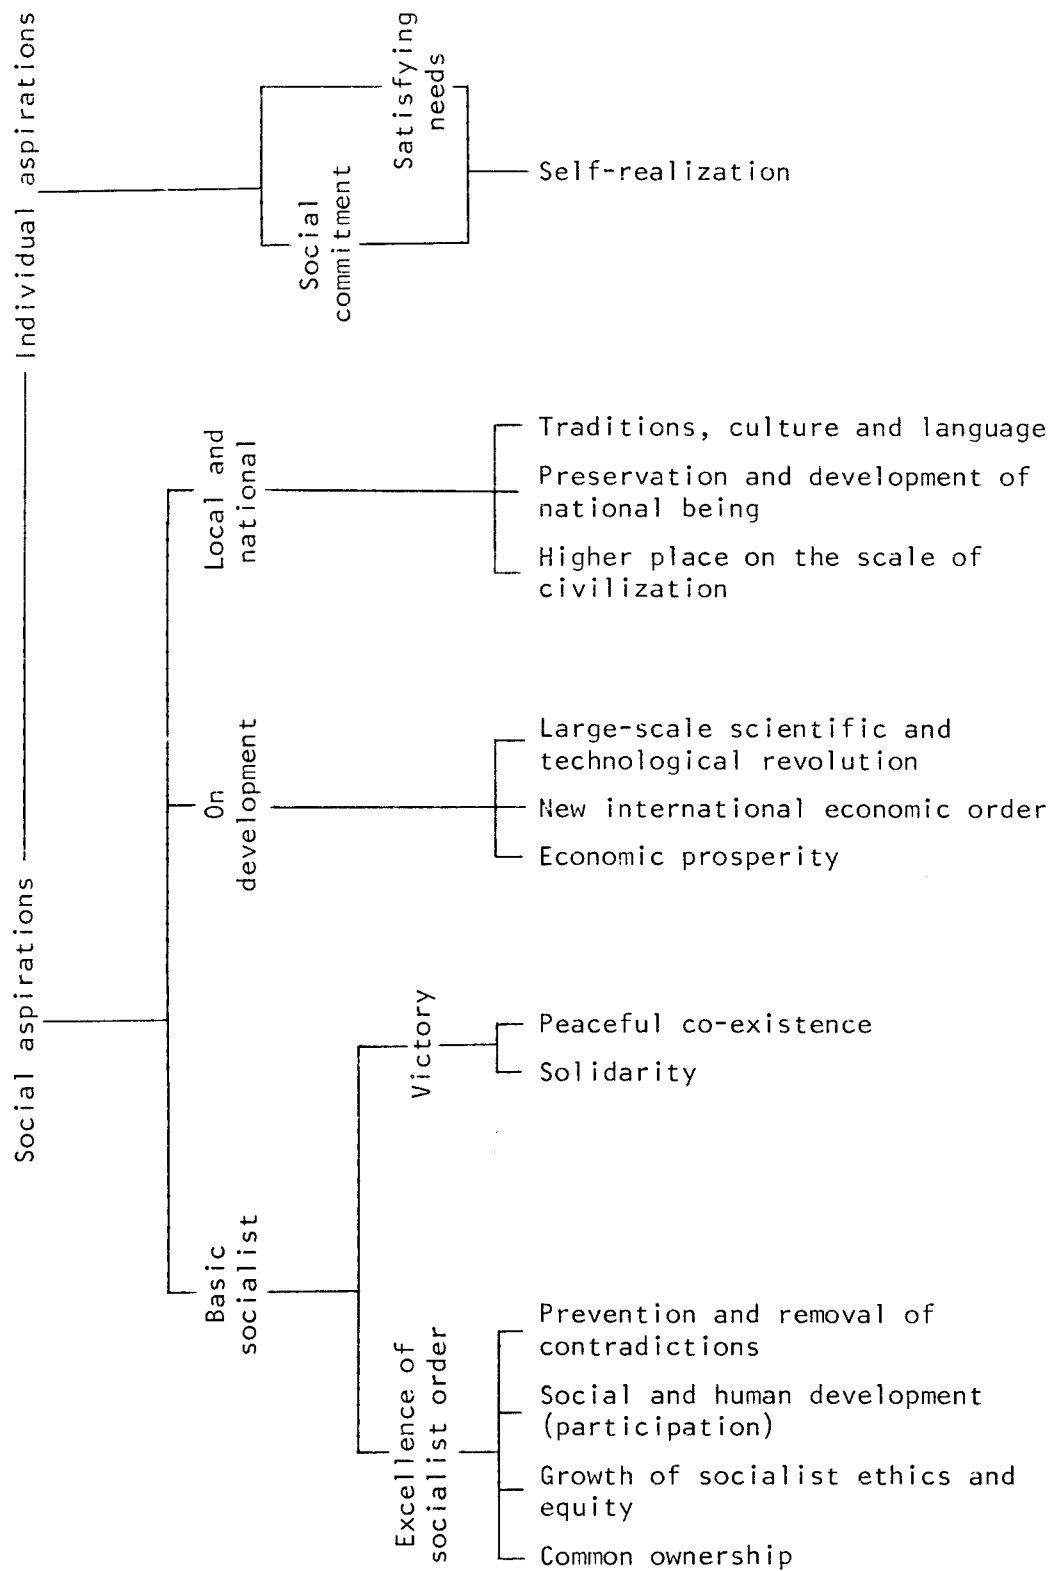 Individual aspirations
Social aspirations
Satisfying
needs
Social
commitment
Self-realization
Local and
national
Traditions, culture and language
Preservation and development of
national being
Higher place on the scale of
civilization
On
development
Large-scale scientific and
technological revolution
New international economic order
Economic prosperity
Basic
socialist
Victory
Peaceful co-existence
Solidarity
Excellence of
socialist order
Prevention and removal of
contradictions
Social and human development
(participation)
Growth of socialist ethics and
equity
Common ownership